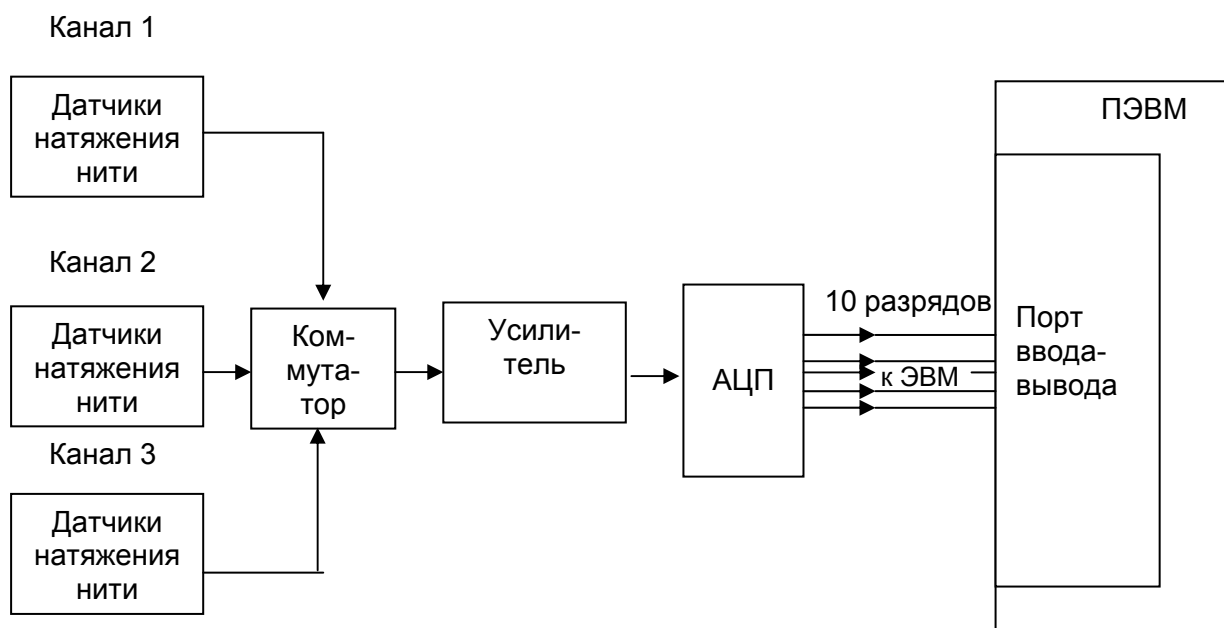 Канал 1
Датчики
натяжения
нити
ПЭВМ
Канал 2
Датчики
натяжения
нити
Ком-
мута-
тор
Усили-
тель
АЦП
10 разрядов
к ЭВМ
Порт
ввода-
вывода
Канал 3
Датчики
натяжения
нити